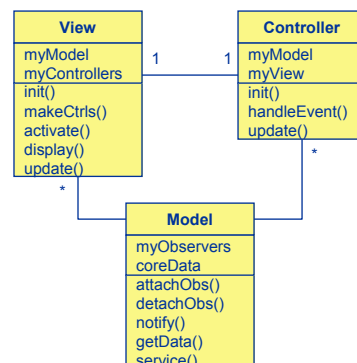 View
myModel
myControllers
init()
makeCtrls()
activate()
display()
update()
*
1
1
Controller
myModel
myView
init()
handleEvent()
update()
*
Model
myObservers
coreData
attachObs()
detachObs()
notify()
getData()
service()